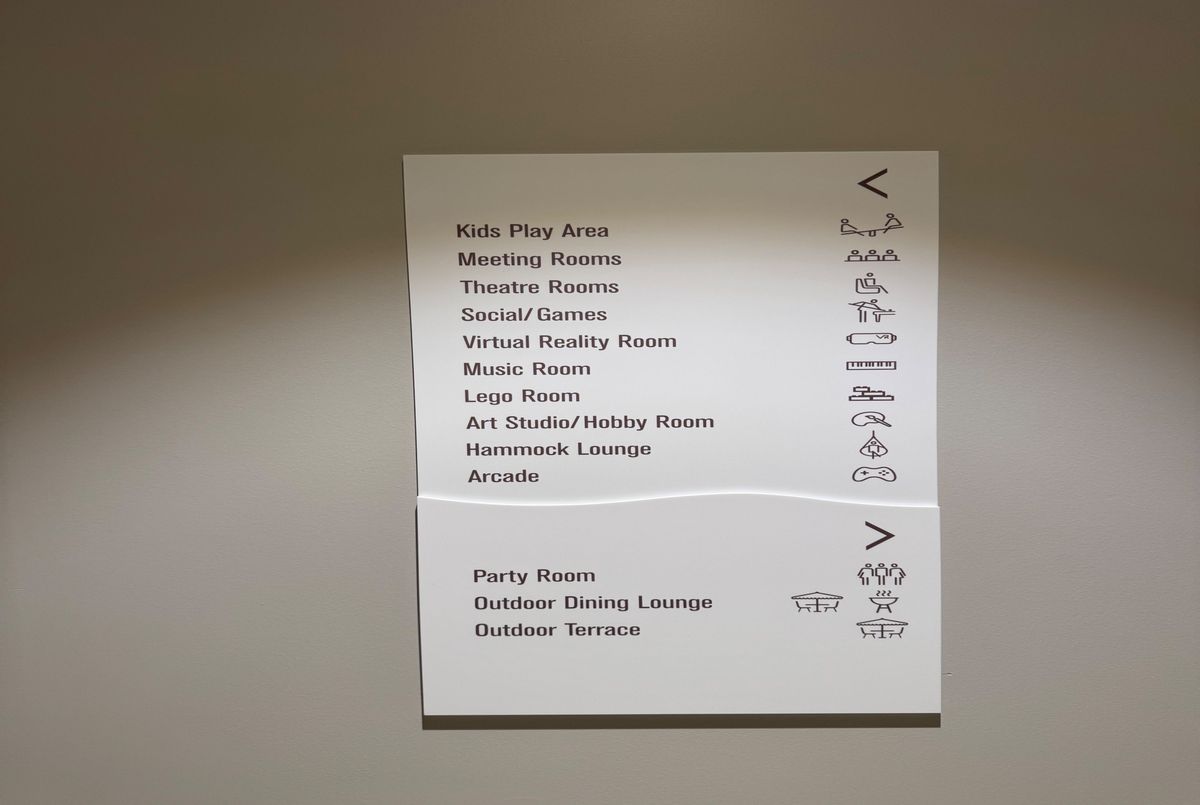 <
Kids Play Area
Meeting Rooms
Theatre Rooms
Social/Games
Virtual Reality Room VR
Music Room
Lego Room
Art Studio/Hobby Room
Hammock Lounge
Arcade
>
Party Room
Outdoor Dining Lounge
Outdoor Terrace